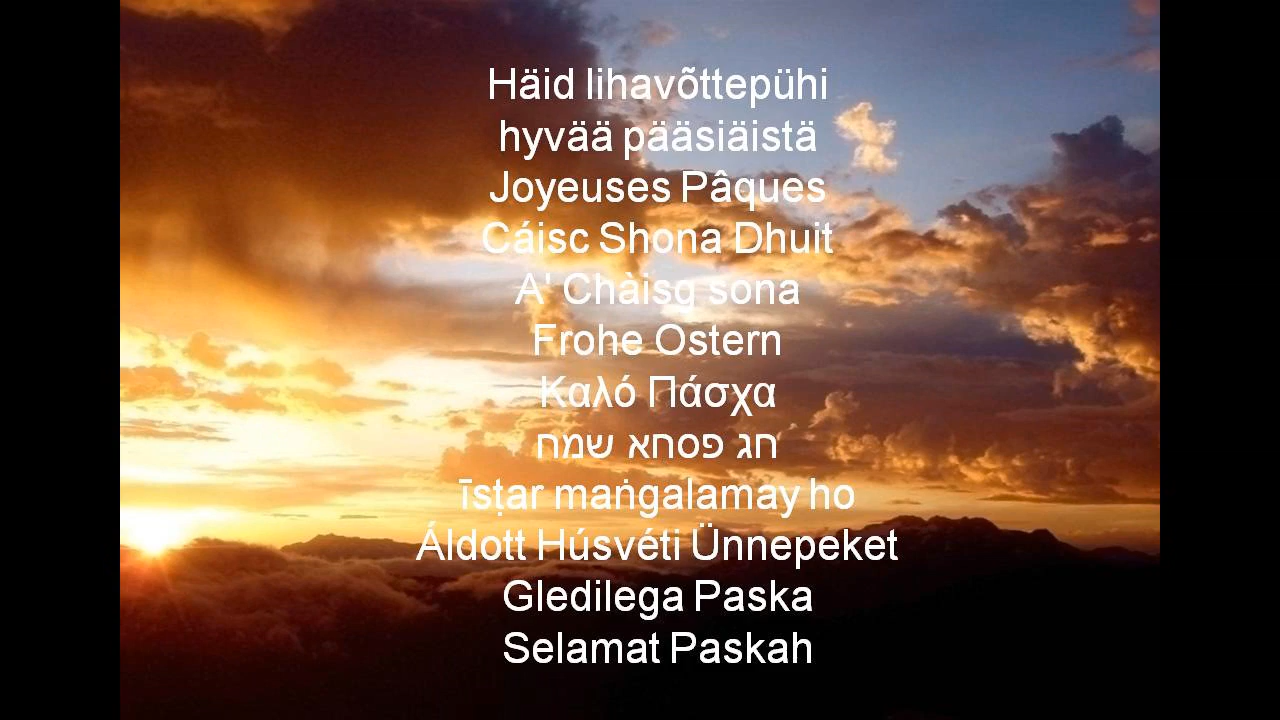 Häid lihavõttepühi
hyvää pääsiäistä
Joyeuses Pâques
Cáisc Shona Dhuit
A' Chàisg sona
Frohe Ostern
Καλό Πάσχα
חג פסחא שמח
īsṭar maṅgalamay ho
Áldott Húsvéti Ünnepeket
Gledilega Paska
Selamat Paskah